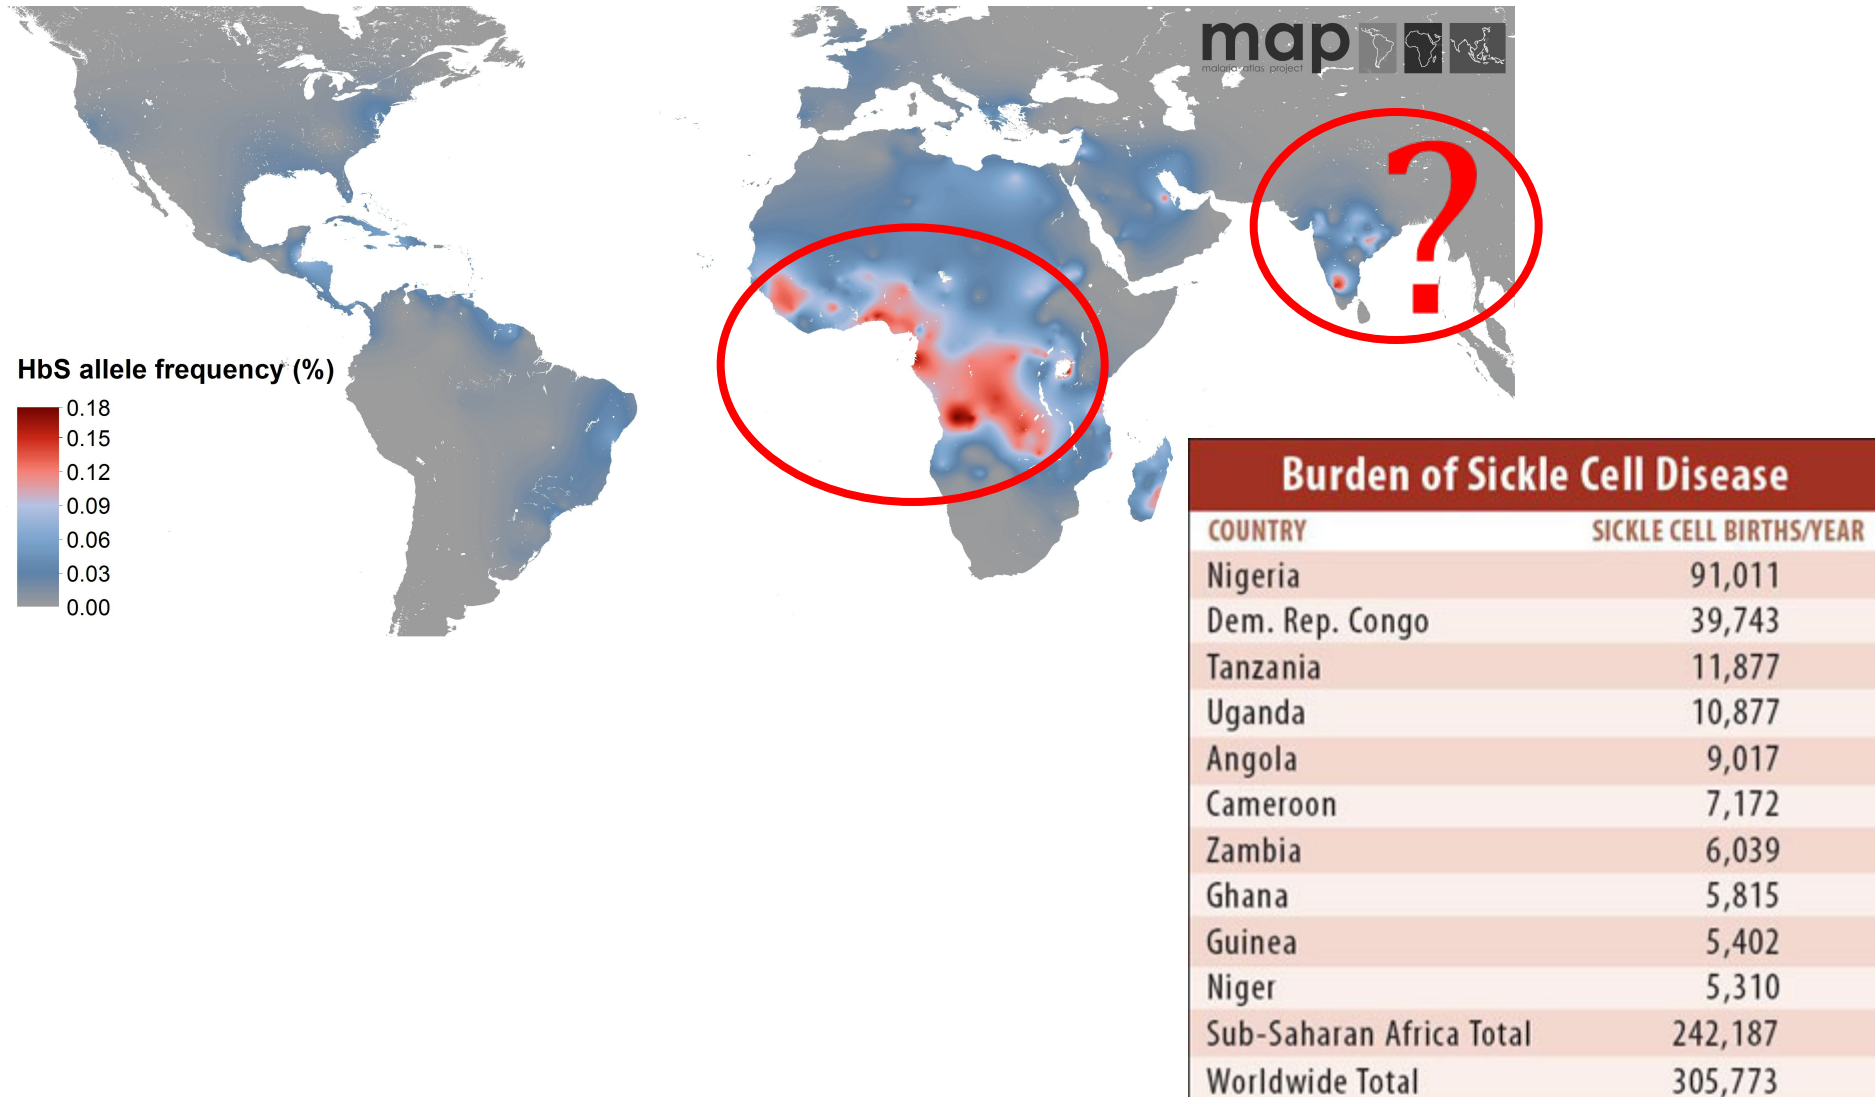 map
malaria atlas project
?
HbS allele frequency (%)
0.18
0.15
0.12
0.09
0.06
0.03
0.00
Burden of Sickle Cell Disease
COUNTRY SICKLE CELL BIRTHS/YEAR
Nigeria 91,011
Dem. Rep. Congo 39,743
Tanzania 11,877
Uganda 10,877
Angola 9,017
Cameroon 7,172
Zambia 6,039
Ghana 5,815
Guinea 5,402
Niger 5,310
Sub-Saharan Africa Total 242,187
Worldwide Total 305,773